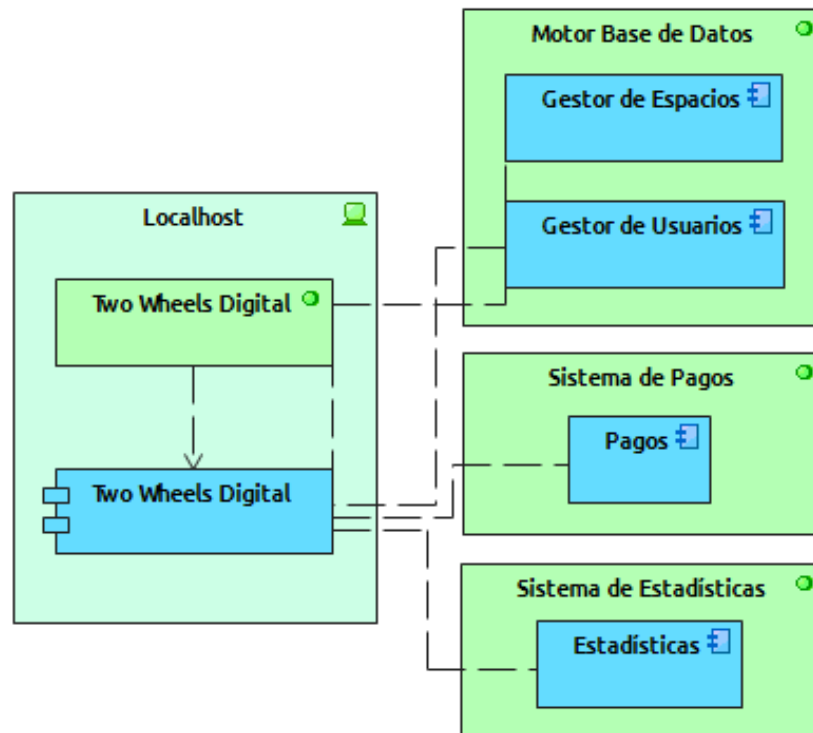 Motor Base de Datos
Gestor de Espacios
Gestor de Usuarios
Localhost
Two Wheels Digital
Two Wheels Digital
Sistema de Pagos
Pagos
Sistema de Estadísticas
Estadísticas